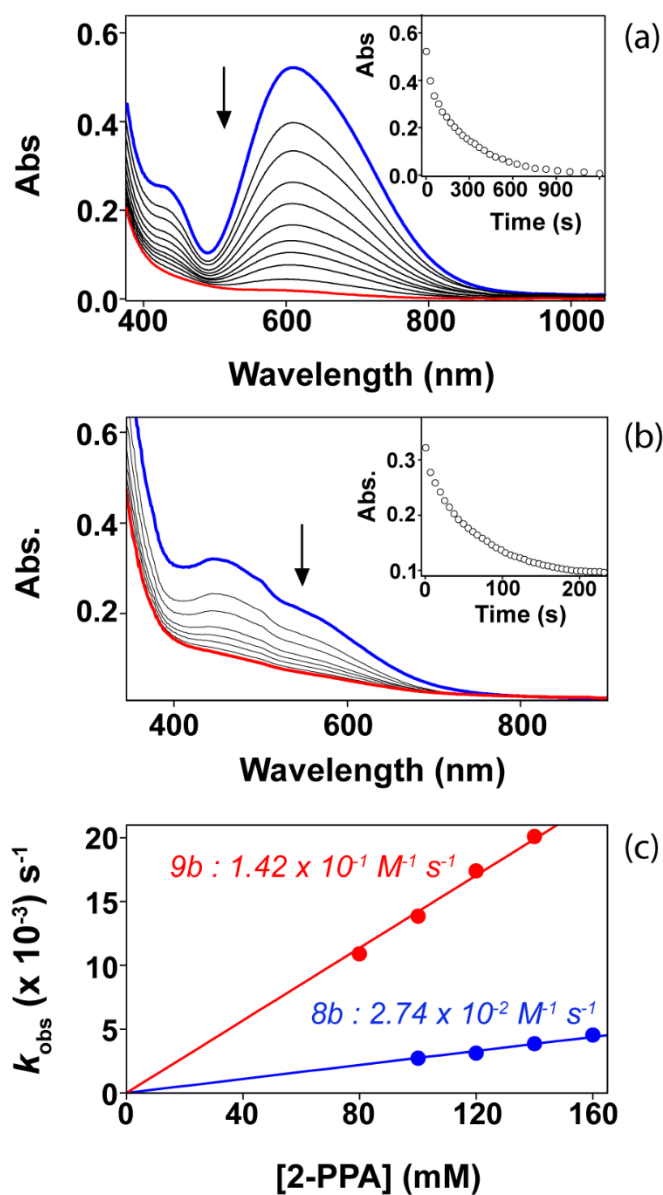 (a)
Abs
0.6
0.4
0.2
0.0
400
600
800
1000
Wavelength (nm)
Abs
0.6
0.4
0.2
0.0
0
300
600
900
Time (s)
(b)
Abs.
0.6
0.4
0.2
400
600
800
Wavelength (nm)
Abs.
0.3
0.2
0.1
0
100
200
Time (s)
(c)
k_obs (x 10⁻³) s⁻¹
20
15
10
5
0
9b : 1.42 x 10⁻¹ M⁻¹ s⁻¹
8b : 2.74 x 10⁻² M⁻¹ s⁻¹
0
40
80
120
160
[2-PPA] (mM)